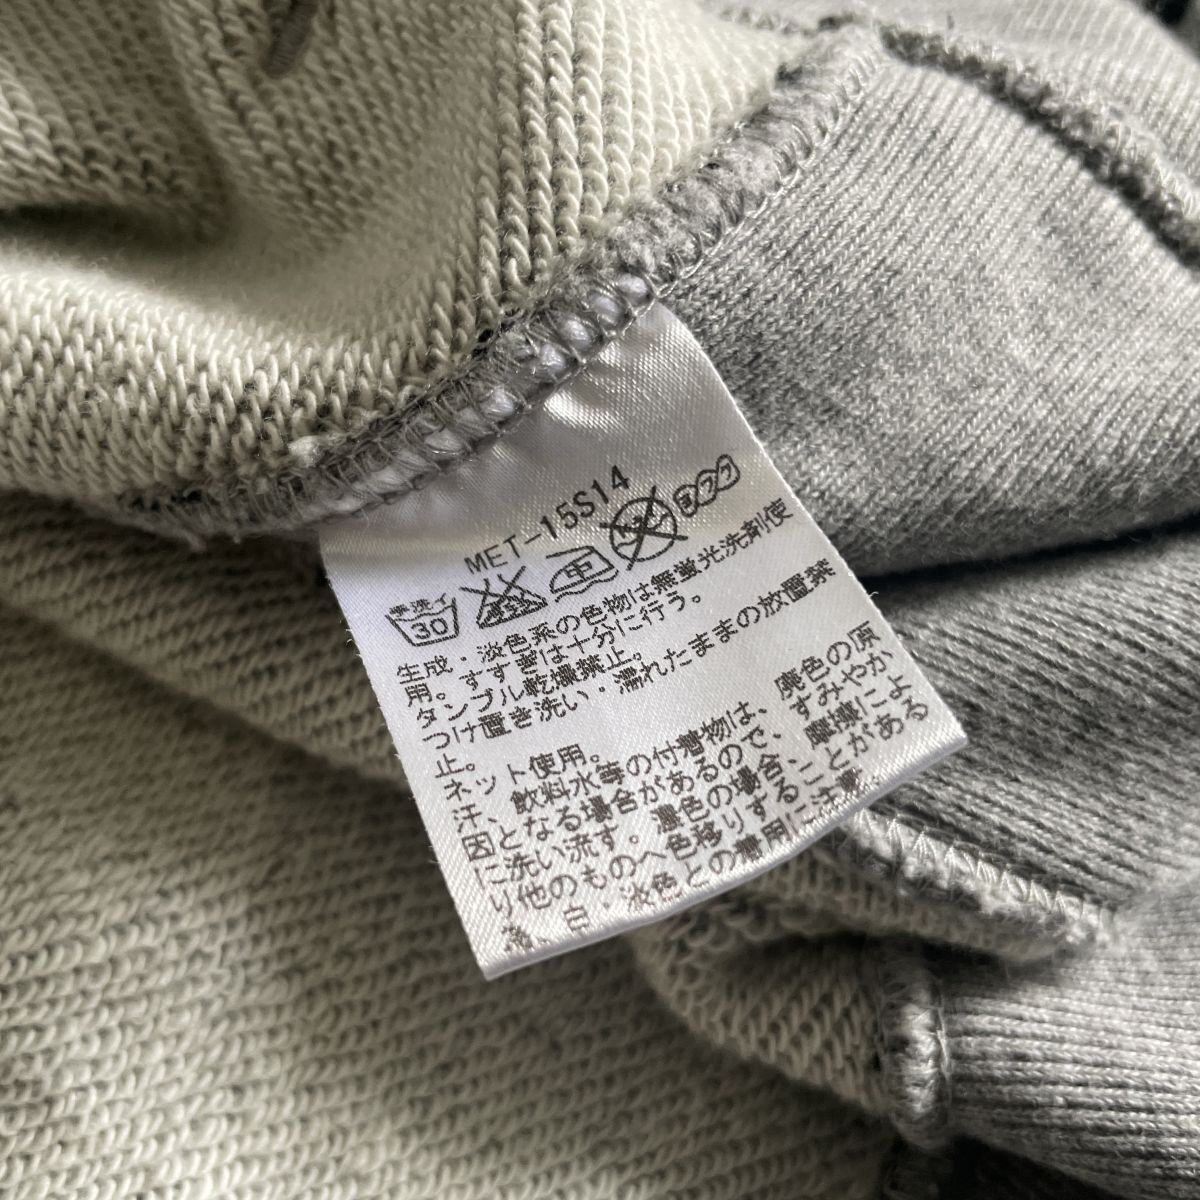 MET-15S14
弱洗イ 30 中
生成・淡色系の色物は無蛍光洗剤使
用。すすぎは十分に行う。
タンブル乾燥禁止。
つけ置き洗い・濡れたままの放置禁
止。
ネット使用。
汗、飲料水等の付着物は、廃色の原
因となる場合があるので、すみやか
に洗い流す。濃色の場合、摩擦によ
り他のものへ色移りすることがある
為、白・淡色との着用に注意。